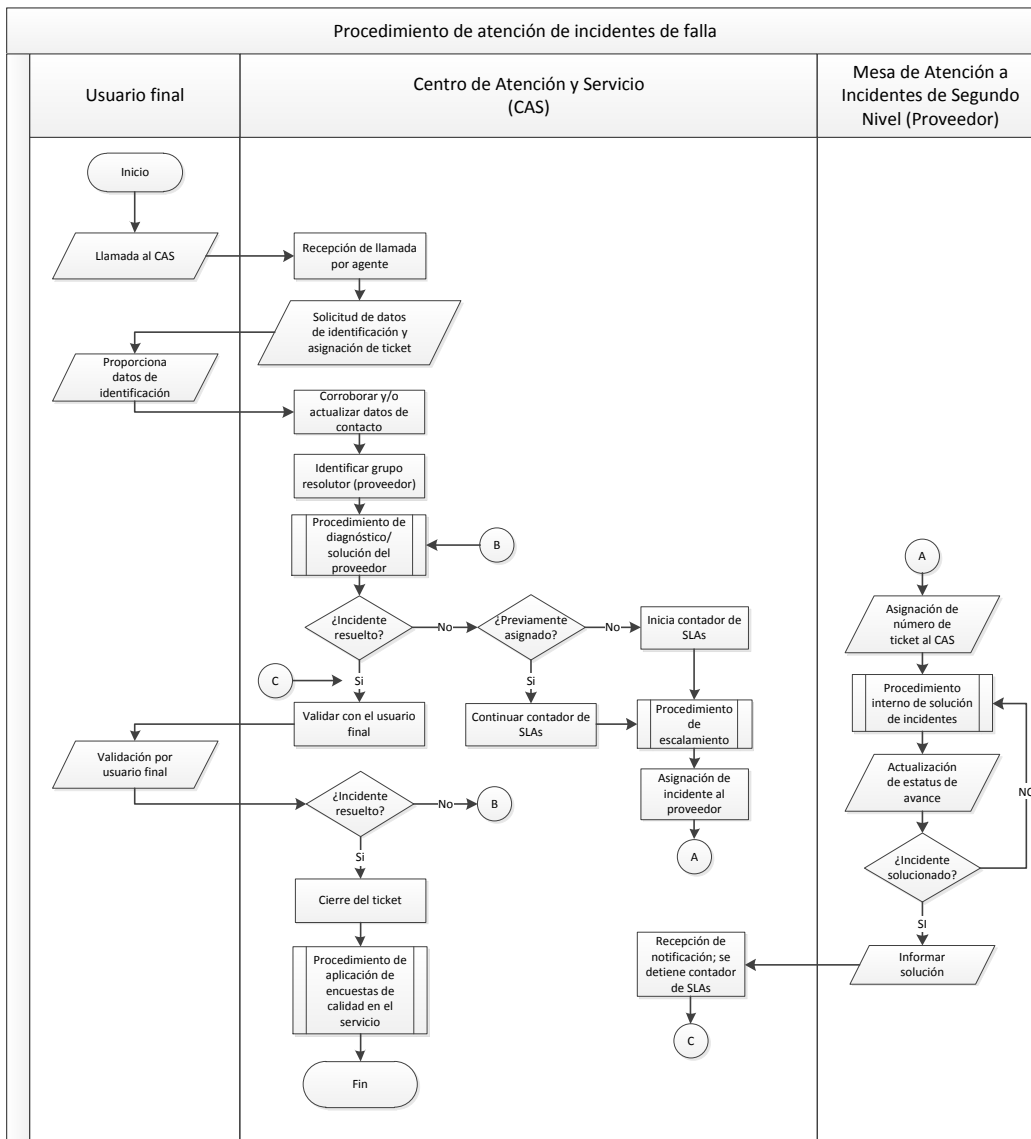 Procedimiento de atención de incidentes de falla
Usuario final
Centro de Atención y Servicio
(CAS)
Mesa de Atención a
Incidentes de Segundo
Nivel (Proveedor)
Inicio
Llamada al CAS
Recepción de llamada
por agente
Solicitud de datos
de identificación y
asignación de ticket
Proporciona
datos de
identificación
Corroborar y/o
actualizar datos de
contacto
Identificar grupo
resolutor (proveedor)
Procedimiento de
diagnóstico/
solución del
proveedor
B
¿Incidente
resuelto?
No
¿Previamente
asignado?
No
Inicia contador de
SLAs
C
Si
Si
Validar con el usuario
final
Continuar contador de
SLAs
Procedimiento
de
escalamiento
Validación por
usuario final
¿Incidente
resuelto?
No
B
Asignación de
incidente al
proveedor
A
Si
Cierre del ticket
Procedimiento de
aplicación de
encuestas de
calidad en el
servicio
Fin
A
Asignación de
número de
ticket al CAS
Procedimiento
interno de solución
de incidentes
Actualización
de estatus de
avance
NO
¿Incidente
solucionado?
SI
Informar
solución
Recepción de
notificación; se
detiene contador
de SLAs
C